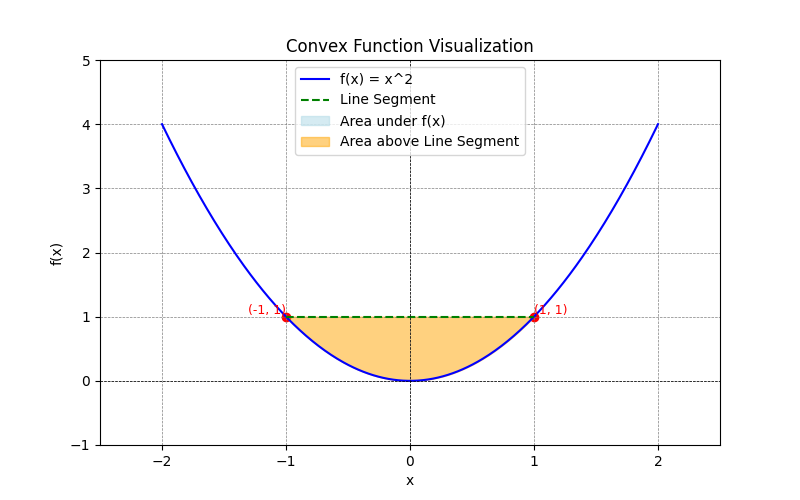 Convex Function Visualization
f(x) = x^2
Line Segment
Area under f(x)
Area above Line Segment
f(x)
5
4
3
2
1
0
−1
(-1, 1)
(1, 1)
−2
−1
0
1
2
x